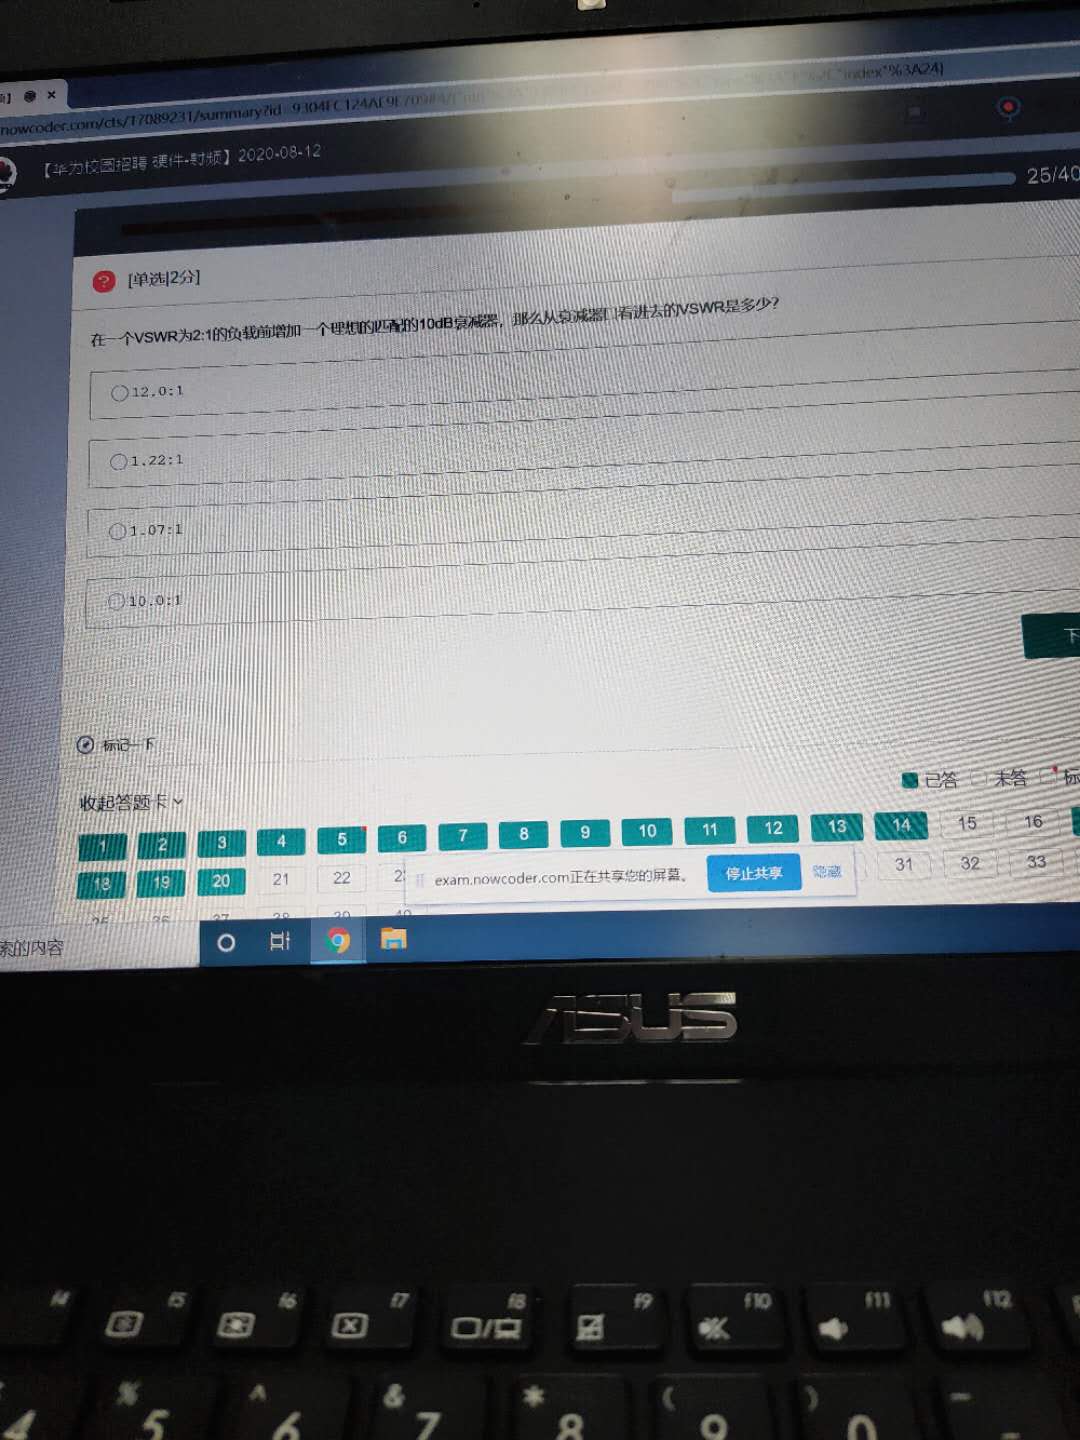 nowcoder.com/cts/17089231/summary?id=9304FC124AE9E709#4/{ index"%3A24}
【华为校园招聘 硬件-射频】2020-08-12
25/40
? [单选|2分]
在一个VSWR为2:1的负载前增加一个理想的匹配的10dB衰减器，那么从衰减器口看进去的VSWR是多少?
12.0:1
1.22:1
1.07:1
10.0:1
下
标记一下
已答 未答 标
收起答题卡
1 2 3 4 5 6 7 8 9 10 11 12 13 14 15 16
18 19 20 21 22 31 32 33
exam.nowcoder.com正在共享您的屏幕。 停止共享 隐藏
25 26 27 28 29 40
索的内容
ASUS
f4 f5 f6 f7 f8 f9 f10 f11 f12
% ^ & * ( )
4 5 6 7 8 9 0